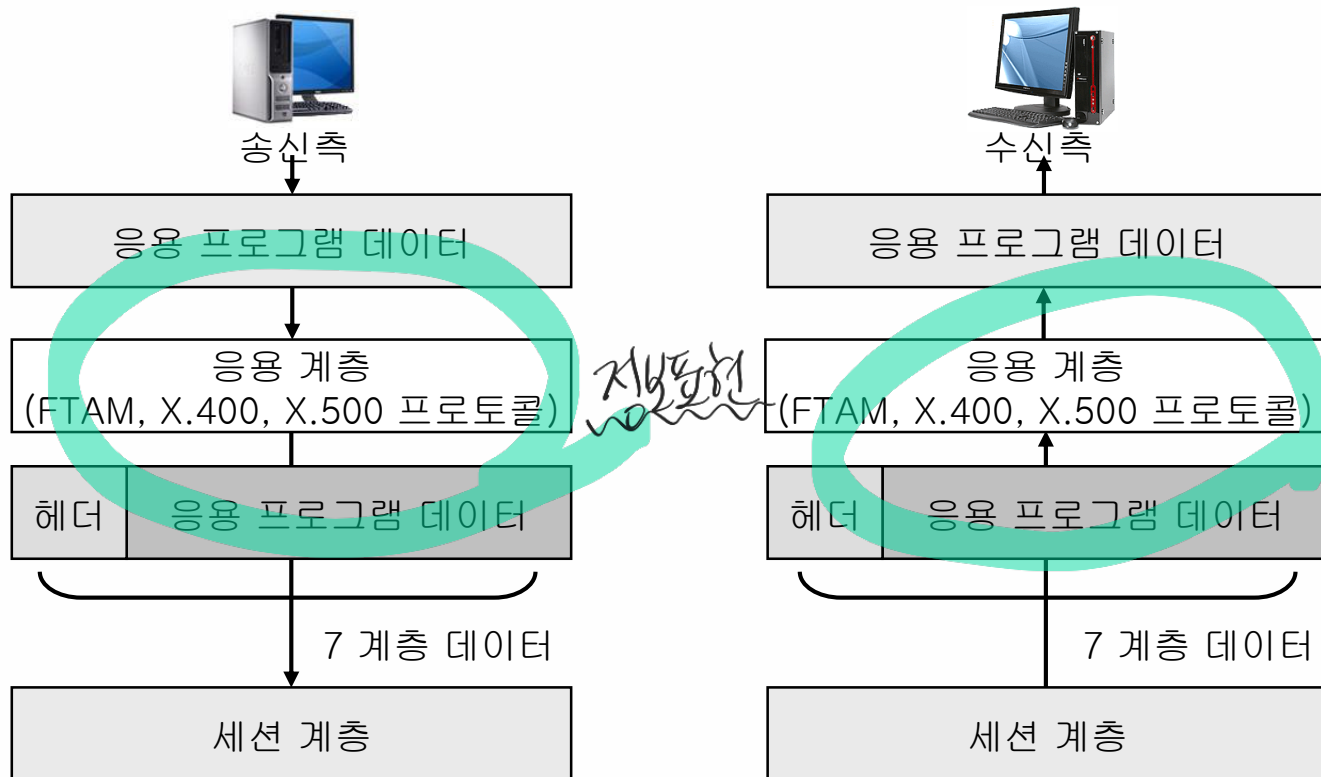 송신측
수신측
응용 프로그램 데이터
응용 프로그램 데이터
응용 계층
(FTAM, X.400, X.500 프로토콜)
정보표현
응용 계층
(FTAM, X.400, X.500 프로토콜)
헤더
응용 프로그램 데이터
헤더
응용 프로그램 데이터
7 계층 데이터
7 계층 데이터
세션 계층
세션 계층